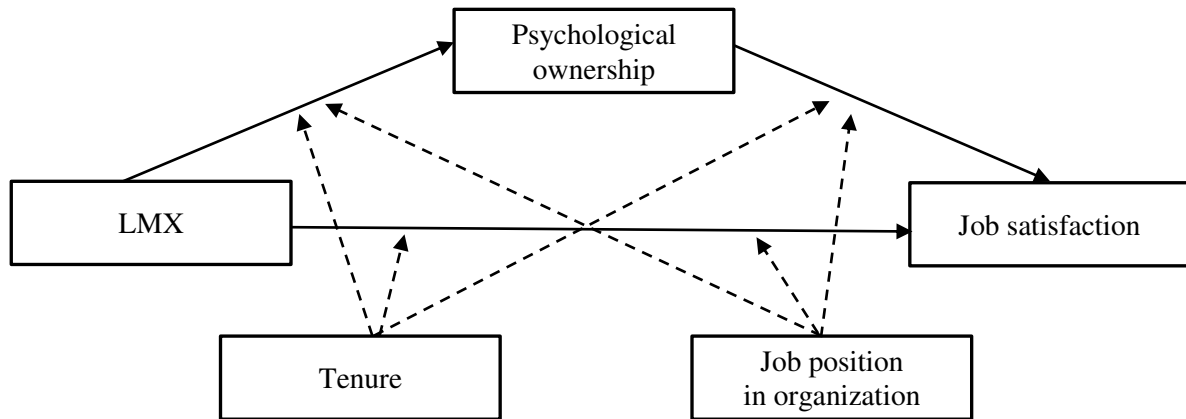 Psychological
ownership
LMX
Job satisfaction
Tenure
Job position
in organization